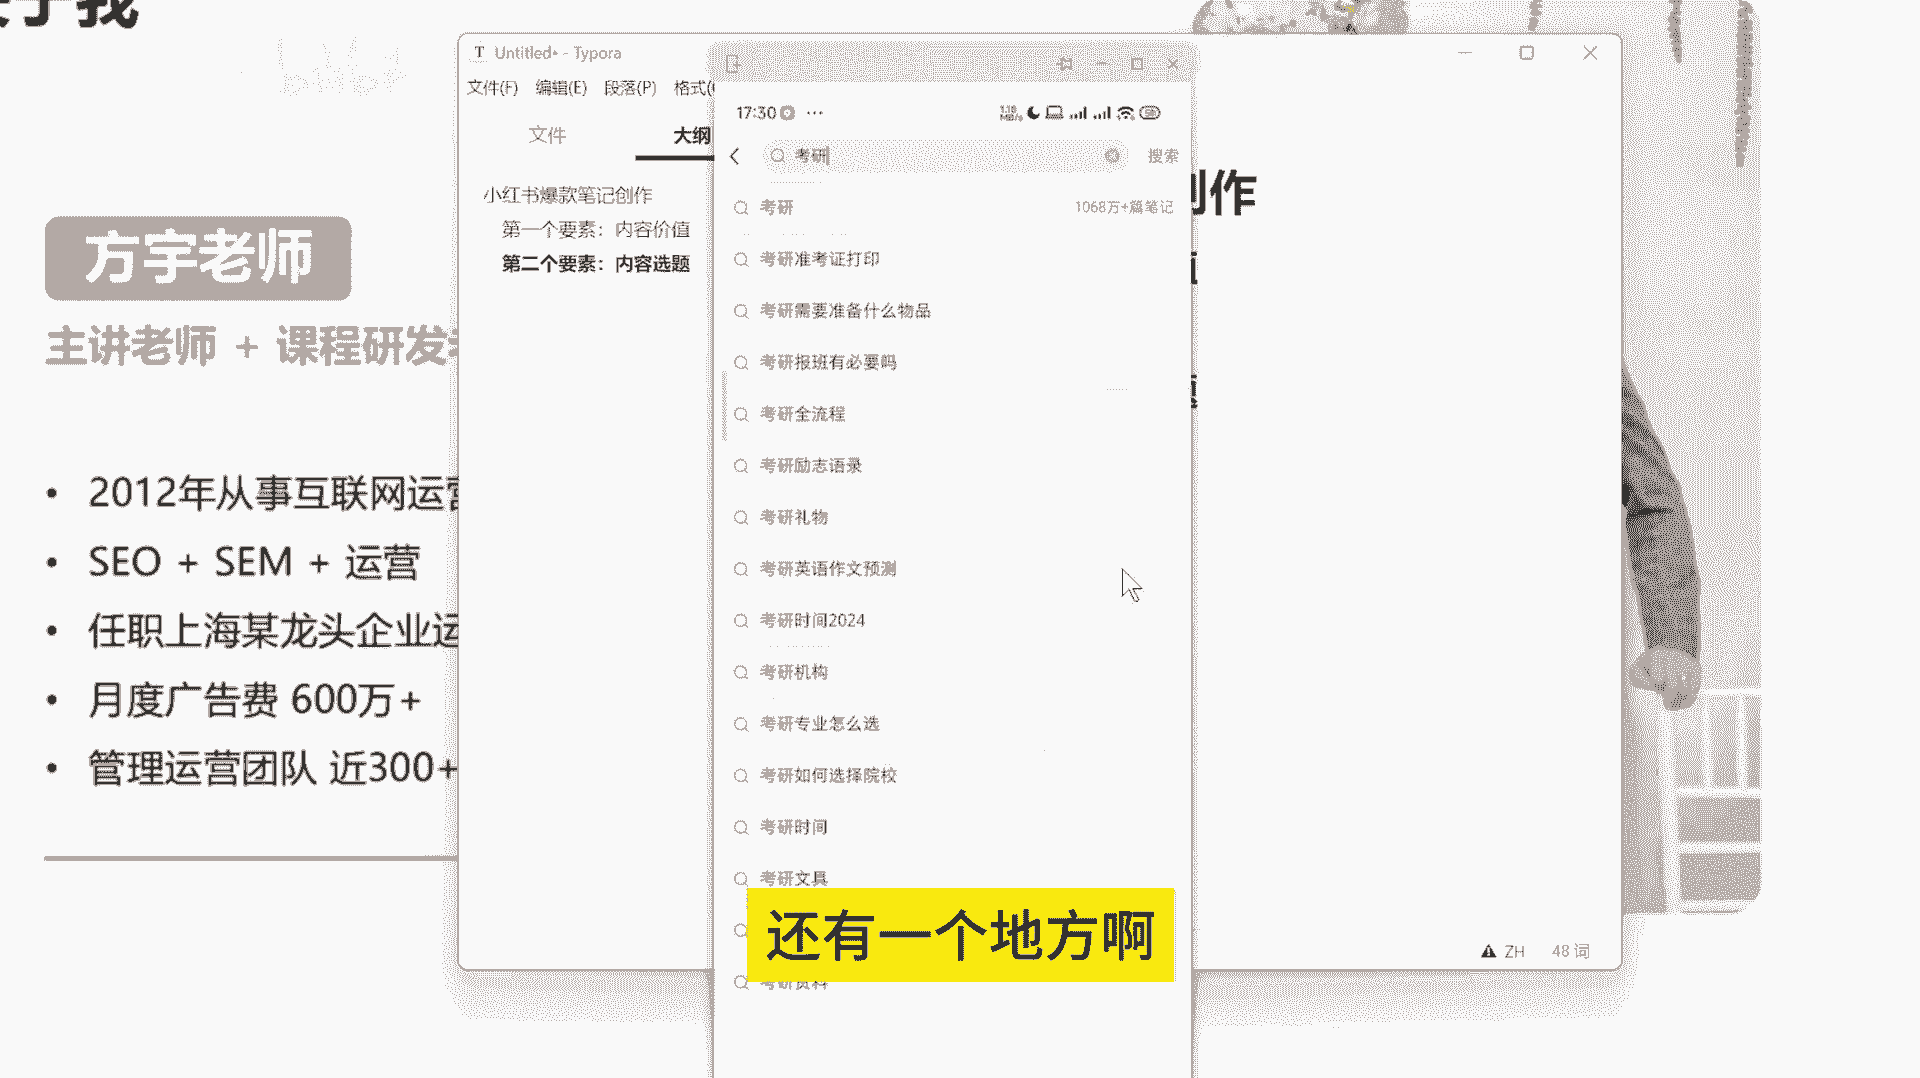 关于我
bilibili
Untitled• - Typora
文件(F) 编辑(E) 段落(P) 格式(
文件
大纲
小红书爆款笔记创作
第一个要素：内容价值
第二个要素：内容选题
17:30 ···
考研
搜索
考研
1068万+篇笔记
考研准考证打印
考研需要准备什么物品
考研报班有必要吗
考研全流程
考研励志语录
考研礼物
考研英语作文预测
考研时间2024
考研机构
考研专业怎么选
考研如何选择院校
考研时间
考研文具
考研资料
创作
方宇老师
主讲老师 + 课程研发
• 2012年从事互联网运营
• SEO + SEM + 运营
• 任职上海某龙头企业运
• 月度广告费 600万+
• 管理运营团队 近300+
还有一个地方啊
ZH 48 词